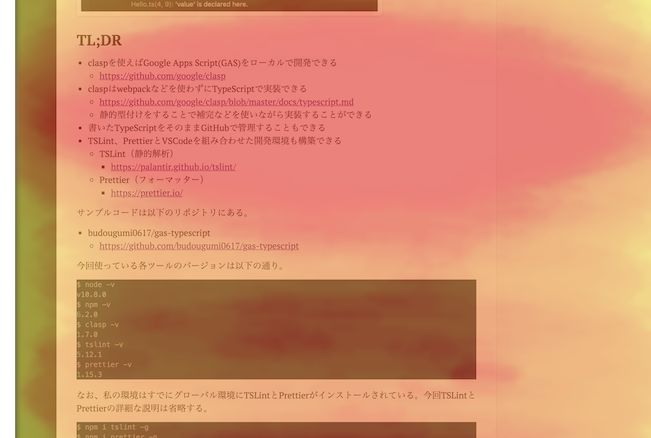 Hello.ts(4, 9): 'value' is declared here.
TL;DR
claspを使えばGoogle Apps Script(GAS)をローカルで開発できる
https://github.com/google/clasp
claspはwebpackなどを使わずにTypeScriptで実装できる
https://github.com/google/clasp/blob/master/docs/typescript.md
静的型付けをすることで補完などを使いながら実装することができる
書いたTypeScriptをそのままGitHubで管理することもできる
TSLint、PrettierとVSCodeを組み合わせた開発環境も構築できる
TSLint（静的解析）
https://palantir.github.io/tslint/
Prettier（フォーマッター）
https://prettier.io/
サンプルコードは以下のリポジトリにある。
budougumi0617/gas-typescript
https://github.com/budougumi0617/gas-typescript
今回使っている各ツールのバージョンは以下の通り。
$ node -v
v10.8.0
$ npm -v
6.2.0
$ clasp -v
1.7.0
$ tslint -v
5.12.1
$ prettier -v
1.15.3
なお、私の環境はすでにグローバル環境にTSLintとPrettierがインストールされている。今回TSLintと
Prettierの詳細な説明は省略する。
$ npm i tslint -g
$ npm i prettier -g